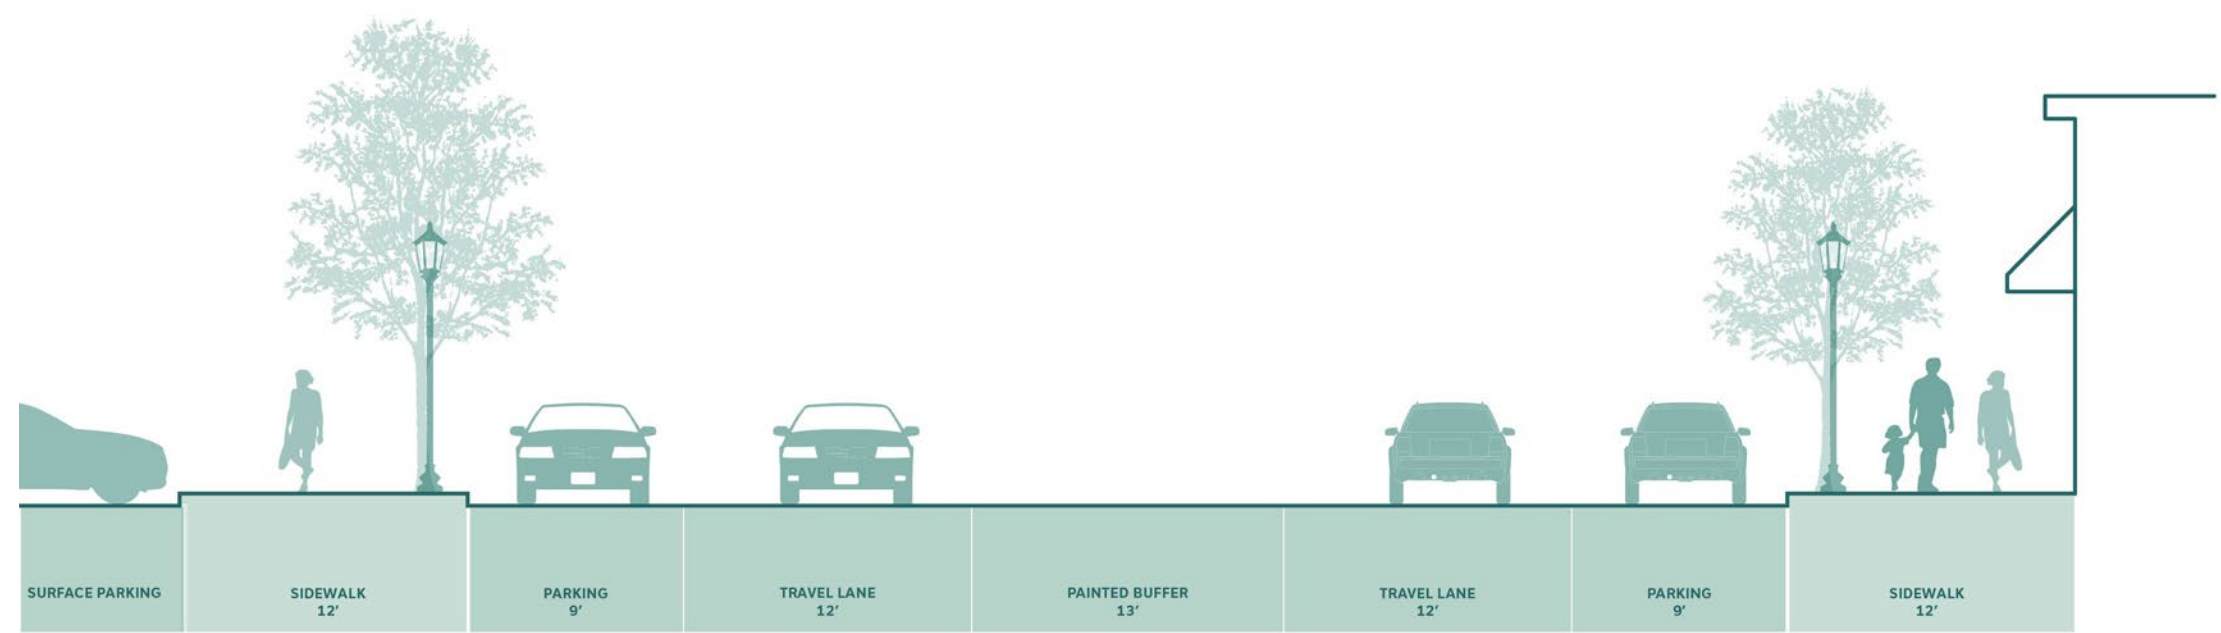 SURFACE PARKING
SIDEWALK
12’
PARKING
9’
TRAVEL LANE
12’
PAINTED BUFFER
13’
TRAVEL LANE
12’
PARKING
9’
SIDEWALK
12’